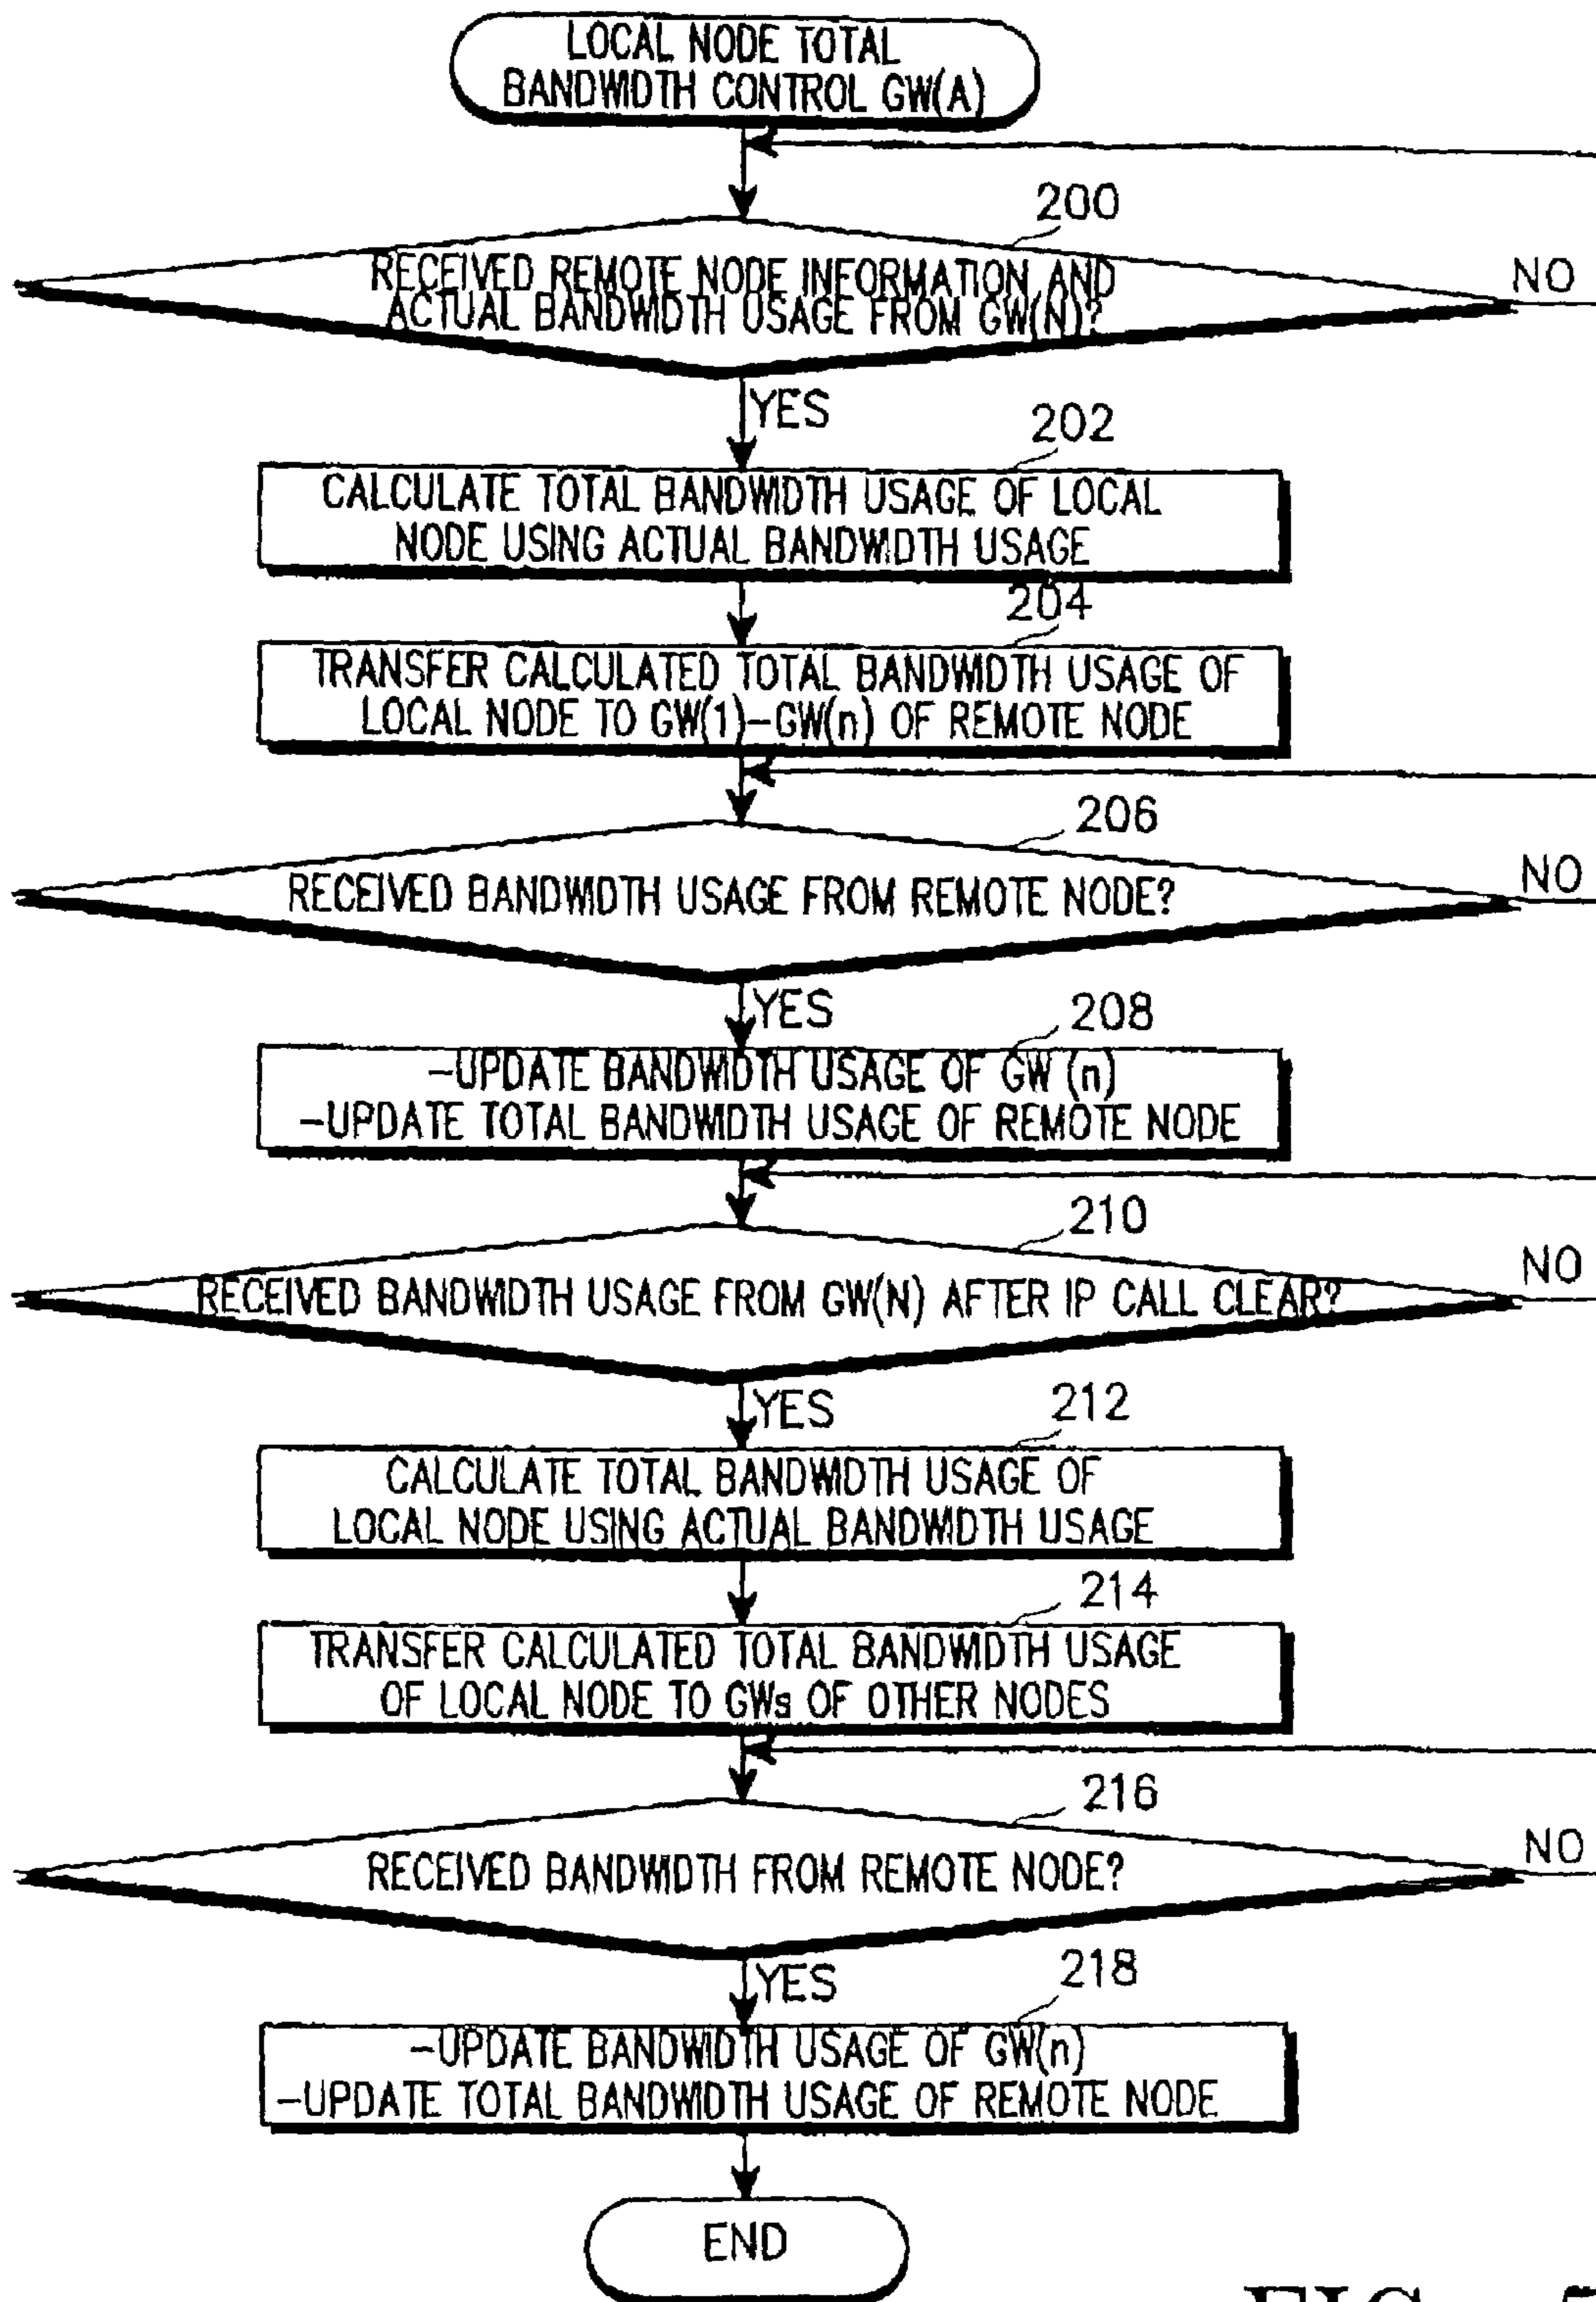 LOCAL NODE TOTAL
BANDWIDTH CONTROL GW(A)
200
RECEIVED REMOTE NODE INFORMATION AND
ACTUAL BANDWIDTH USAGE FROM GW(N)?
NO
YES
202
CALCULATE TOTAL BANDWIDTH USAGE OF LOCAL
NODE USING ACTUAL BANDWIDTH USAGE
204
TRANSFER CALCULATED TOTAL BANDWIDTH USAGE OF
LOCAL NODE TO GW(1)-GW(n) OF REMOTE NODE
206
RECEIVED BANDWIDTH USAGE FROM REMOTE NODE?
NO
YES
208
-UPDATE BANDWIDTH USAGE OF GW (n)
-UPDATE TOTAL BANDWIDTH USAGE OF REMOTE NODE
210
RECEIVED BANDWIDTH USAGE FROM GW(N) AFTER IP CALL CLEAR?
NO
YES
212
CALCULATE TOTAL BANDWIDTH USAGE OF
LOCAL NODE USING ACTUAL BANDWIDTH USAGE
214
TRANSFER CALCULATED TOTAL BANDWIDTH USAGE
OF LOCAL NODE TO GWs OF OTHER NODES
216
RECEIVED BANDWIDTH FROM REMOTE NODE?
NO
YES
218
-UPDATE BANDWIDTH USAGE OF GW(n)
-UPDATE TOTAL BANDWIDTH USAGE OF REMOTE NODE
END